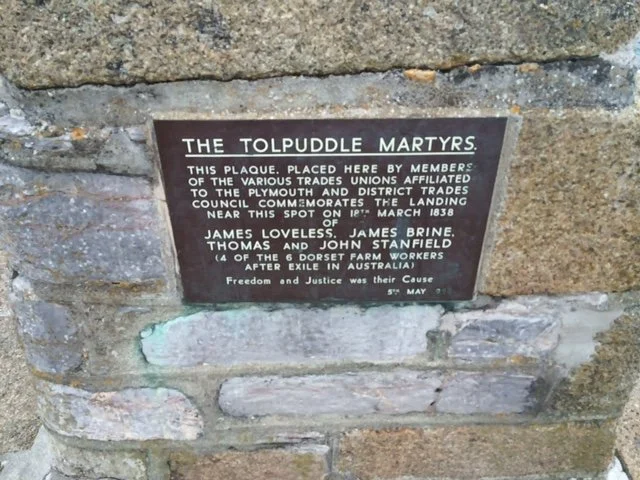 THE TOLPUDDLE MARTYRS.
THIS PLAQUE, PLACED HERE BY MEMBERS
OF THE VARIOUS TRADES UNIONS AFFILIATED
TO THE PLYMOUTH AND DISTRICT TRADES
COUNCIL COMMEMORATES THE LANDING
NEAR THIS SPOT ON 18TH MARCH 1838
OF
JAMES LOVELESS, JAMES BRINE,
THOMAS AND JOHN STANFIELD
(4 OF THE 6 DORSET FARM WORKERS
AFTER EXILE IN AUSTRALIA)
Freedom and Justice was their Cause
5TH MAY